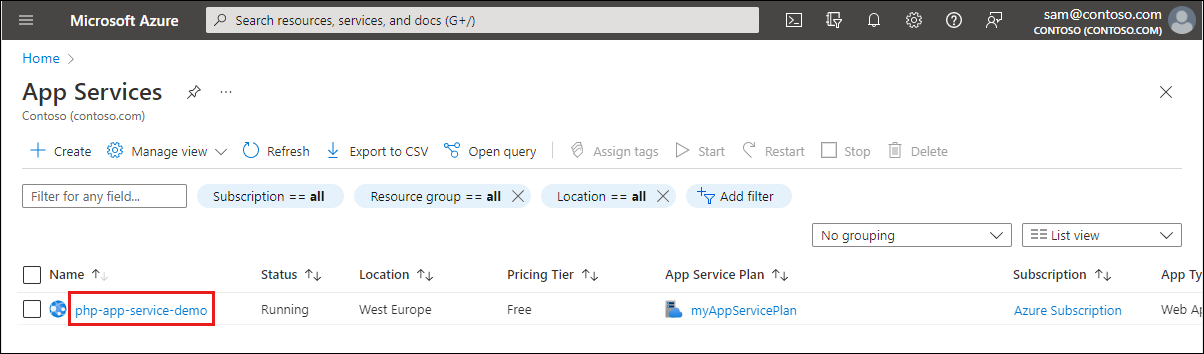 Microsoft Azure Search resources, services, and docs (G+/) sam@contoso.com
CONTOSO (CONTOSO.COM)
Home
App Services ...
Contoso (contoso.com)
Create Manage view Refresh Export to CSV Open query Assign tags Start Restart Stop Delete
Filter for any field... Subscription == all Resource group == all Location == all Add filter
No grouping List view
Name Status Location Pricing Tier App Service Plan Subscription App Ty
php-app-service-demo Running West Europe Free myAppServicePlan Azure Subscription Web Ap